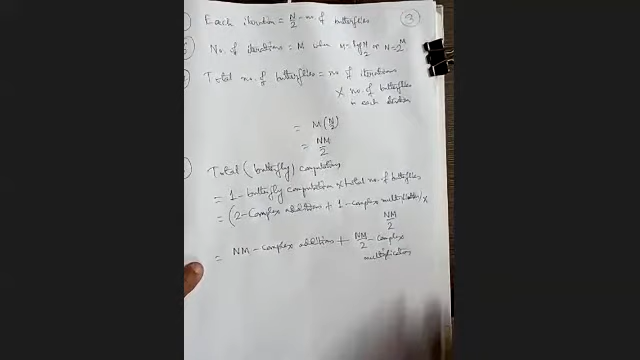 3
Each iteration = N/2 - no of butterflies
No. of iterations = M when M = log₂N or N = 2^M
Total no. of butterflies = no of iterations
x no. of butterflies
in each iteration
= M (N/2)
= NM/2
Total (butterfly) computations
= 1 - butterfly computation x total no. of butterflies
= (2 - Complex additions + 1 - complex multiplication) x
NM/2
= NM - complex additions + NM/2 - complex
multiplications